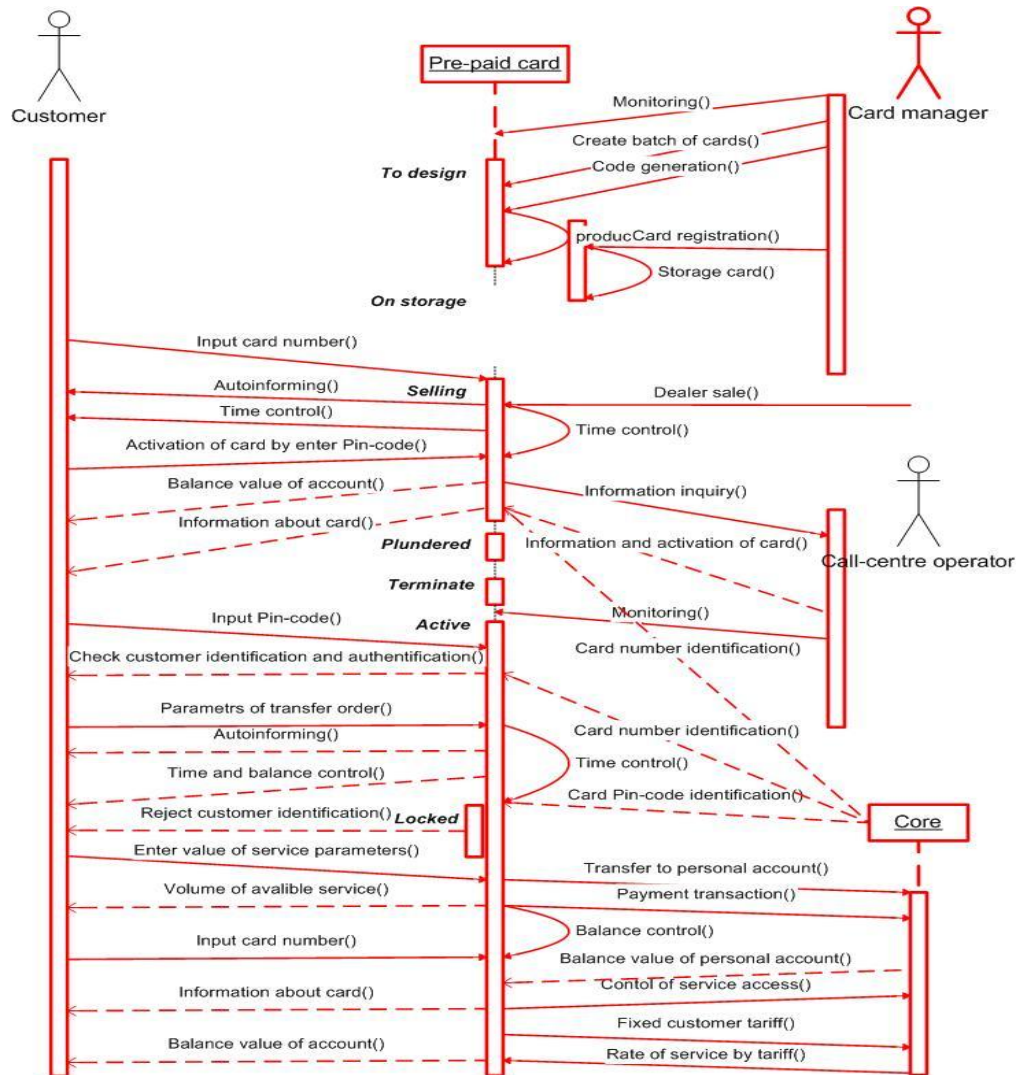 Pre-paid card
Customer
Card manager
Monitoring()
Create batch of cards()
To design
Code generation()
producCard registration()
Storage card()
On storage
Input card number()
Autoinforming()
Selling
Dealer sale()
Time control()
Time control()
Activation of card by enter Pin-code()
Balance value of account()
Information inquiry()
Information about card()
Plundered
Information and activation of card()
Call-centre operator
Terminate
Input Pin-code()
Active
Monitoring()
Check customer identification and authentification()
Card number identification()
Parametrs of transfer order()
Autoinforming()
Card number identification()
Time and balance control()
Time control()
Card Pin-code identification()
Reject customer identification()
Locked
Core
Enter value of service parameters()
Transfer to personal account()
Volume of avalible service()
Payment transaction()
Balance control()
Input card number()
Balance value of personal account()
Information about card()
Contol of service access()
Fixed customer tariff()
Balance value of account()
Rate of service by tariff()